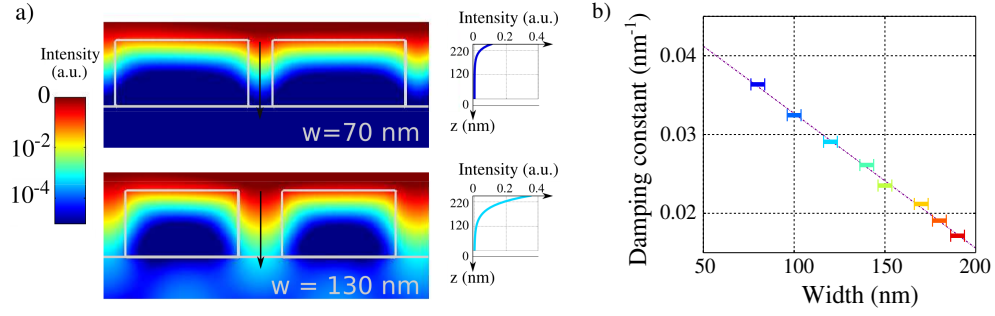 a)
Intensity
(a.u.)
0
10⁻²
10⁻⁴
w=70 nm
Intensity (a.u.)
0 0.2 0.4
220
120
0
z (nm)
w = 130 nm
Intensity (a.u.)
0 0.2 0.4
220
120
0
z (nm)
b)
Damping constant (nm⁻¹)
0.04
0.03
0.02
50 100 150 200
Width (nm)